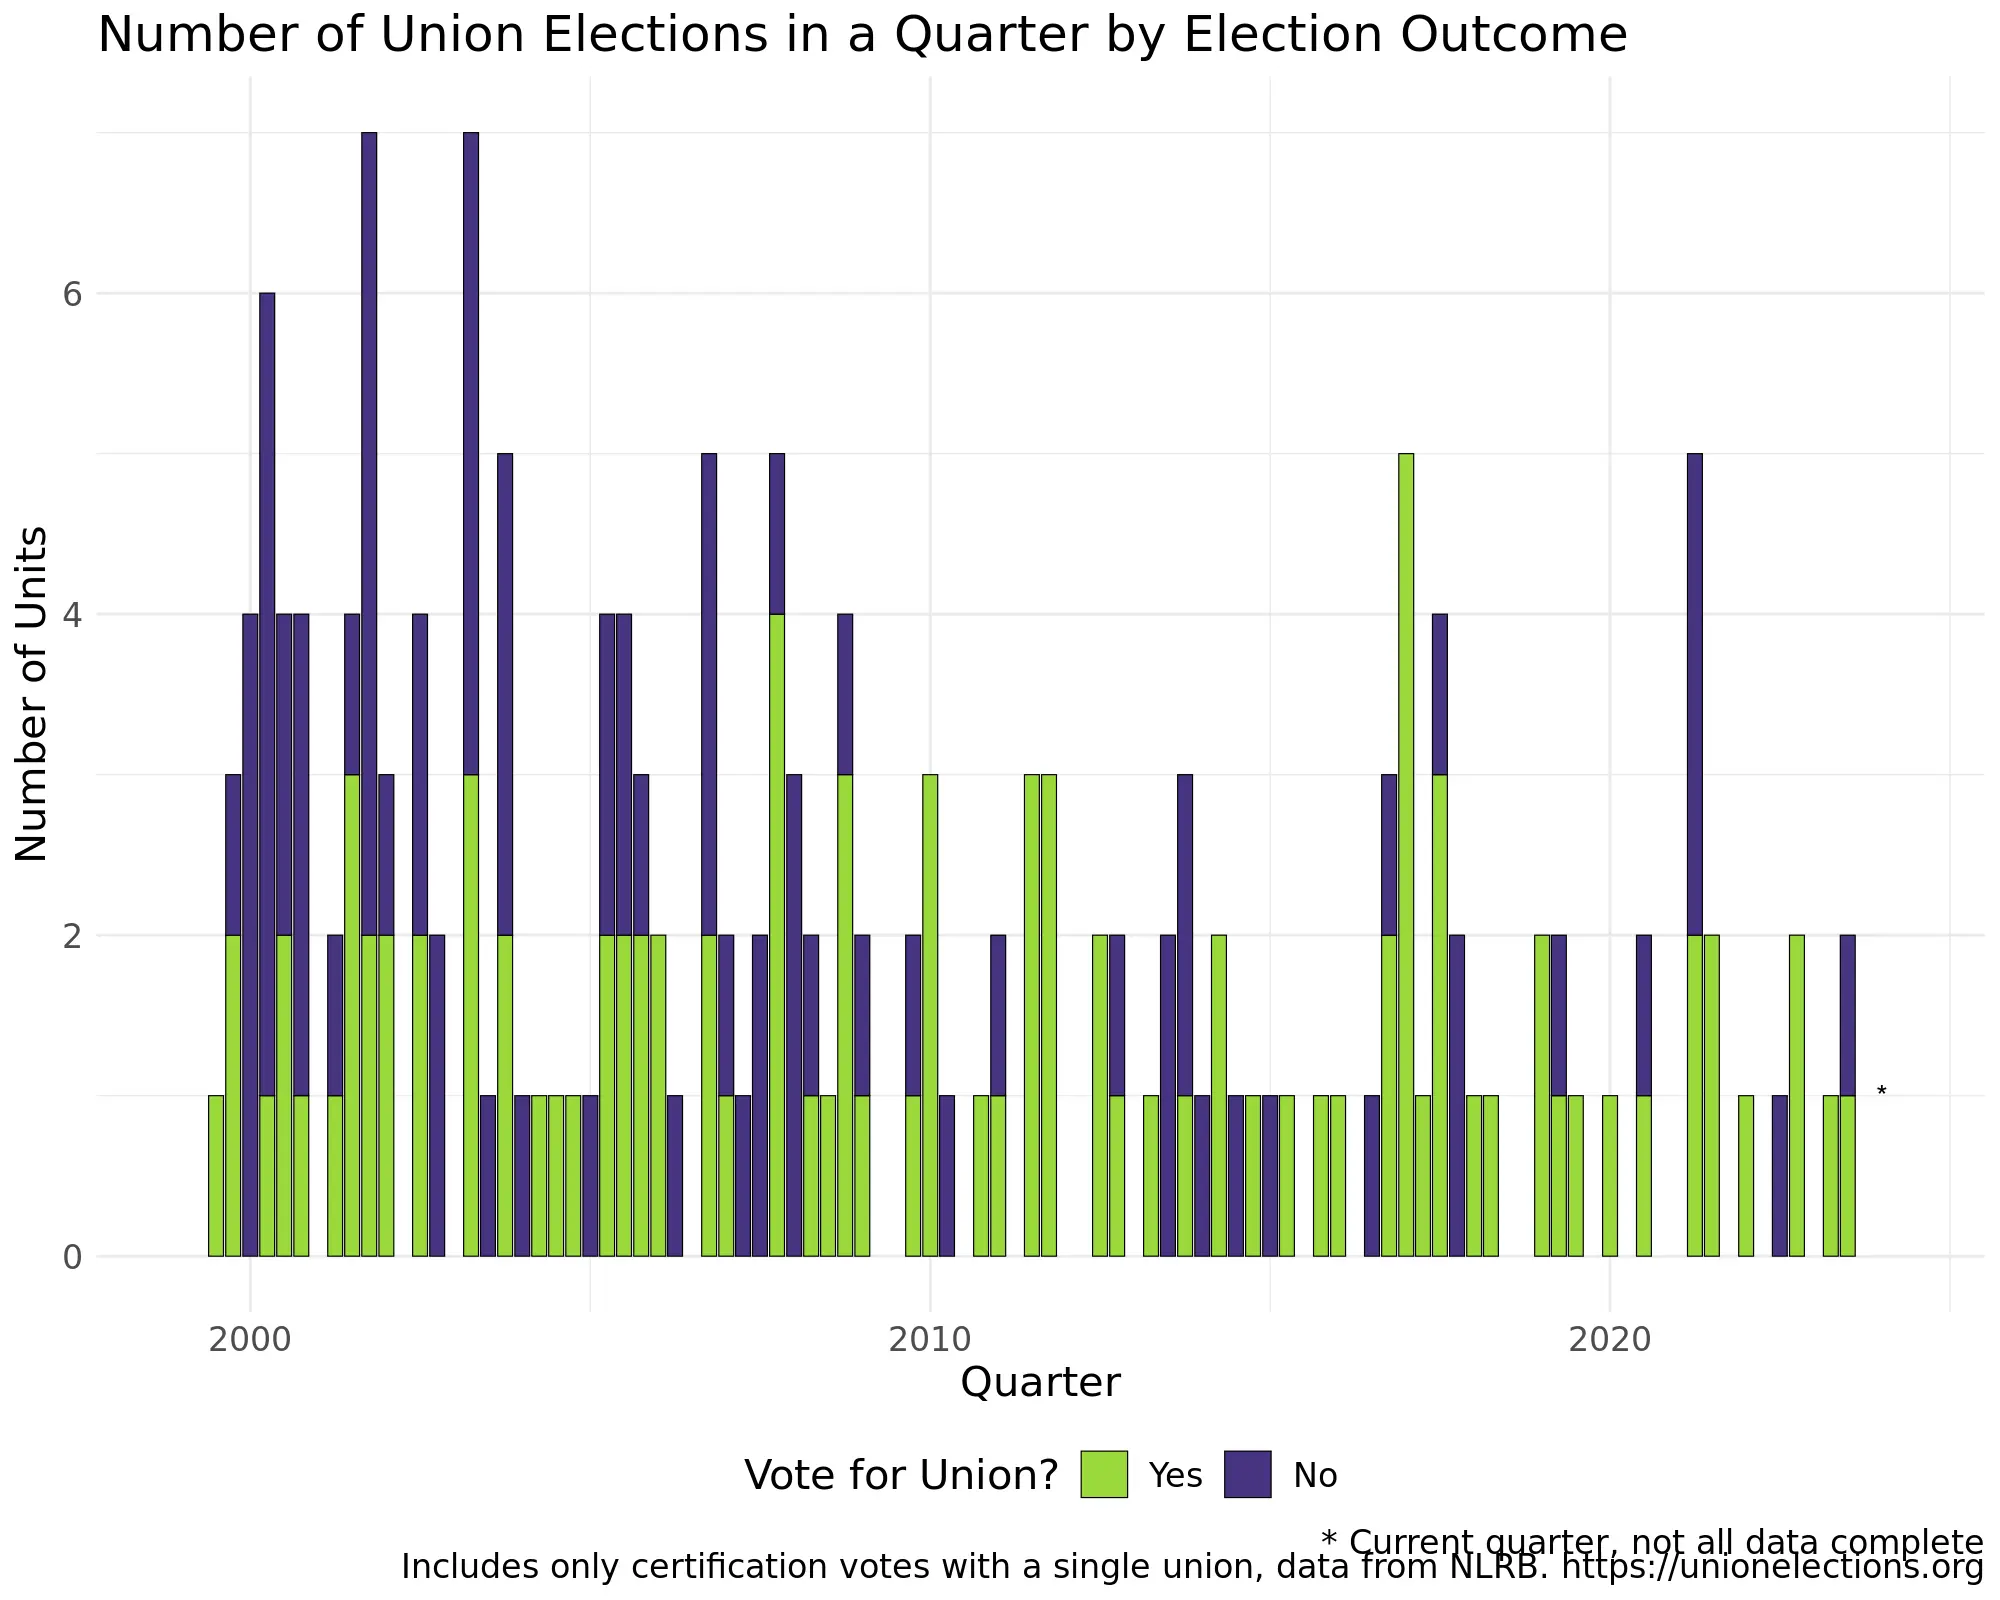 Number of Union Elections in a Quarter by Election Outcome
Number of Units
6
4
2
0
*
2000 2010 2020
Quarter
Vote for Union? Yes No
* Current quarter, not all data complete
Includes only certification votes with a single union, data from NLRB. https://unionelections.org